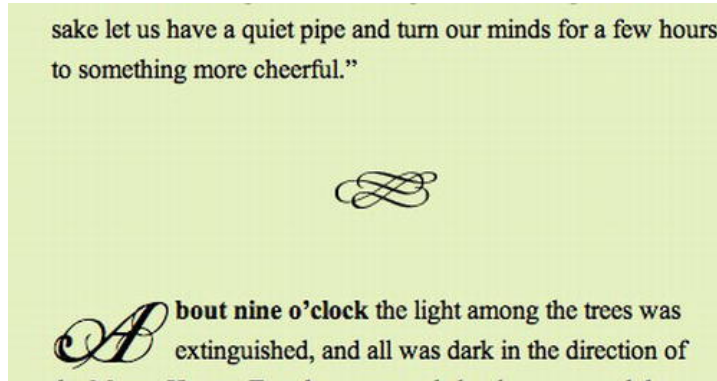 sake let us have a quiet pipe and turn our minds for a few hours
to something more cheerful.”
About nine o’clock the light among the trees was
extinguished, and all was dark in the direction of